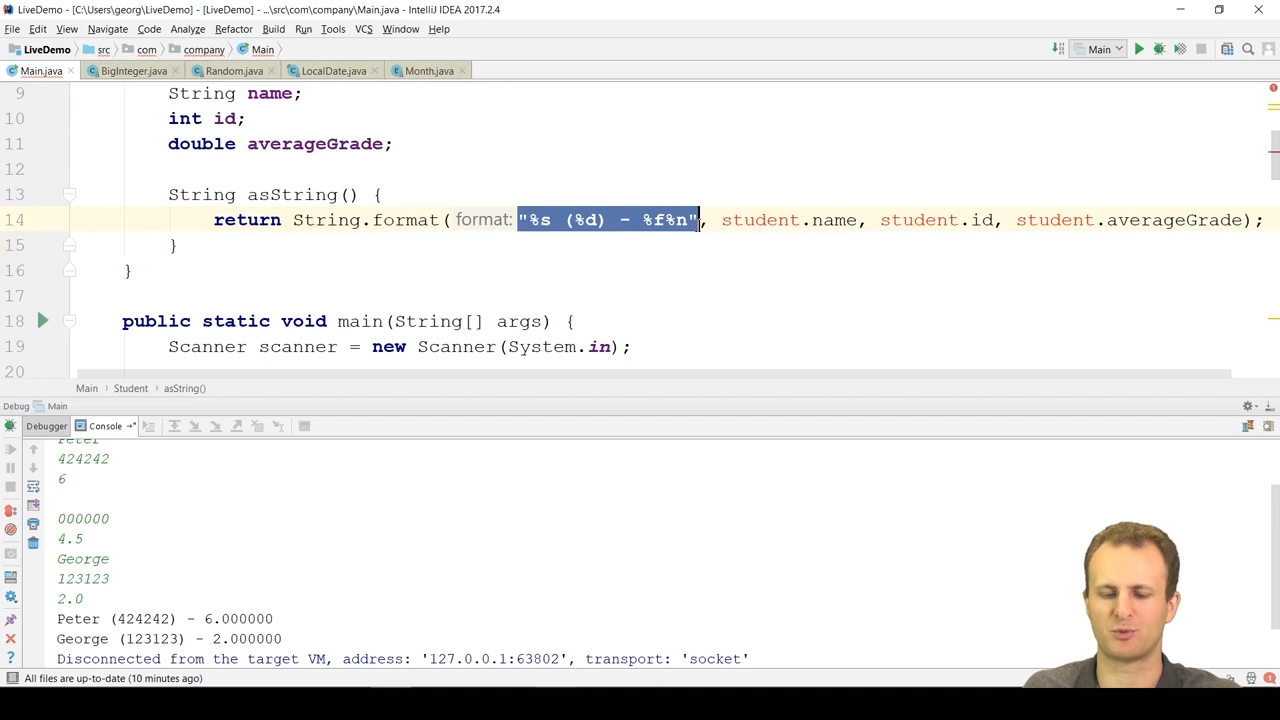 LiveDemo - [C:\Users\georg\LiveDemo] - [LiveDemo] - ...\src\com\company\Main.java - IntelliJ IDEA 2017.2.4
File Edit View Navigate Code Analyze Refactor Build Run Tools VCS Window Help
LiveDemo src com company Main Main
Main.java BigInteger.java Random.java LocalDate.java Month.java
9 String name;
10 int id;
11 double averageGrade;
12
13 String asString() {
14 return String.format( format: "%s (%d) - %f%n", student.name, student.id, student.averageGrade);
15 }
16 }
17
18 public static void main(String[] args) {
19 Scanner scanner = new Scanner(System.in);
20
Main Student asString()
Debug Main
Debugger Console
Peter
424242
6
000000
4.5
George
123123
2.0
Peter (424242) - 6.000000
George (123123) - 2.000000
Disconnected from the target VM, address: '127.0.0.1:63802', transport: 'socket'
All files are up-to-date (10 minutes ago)